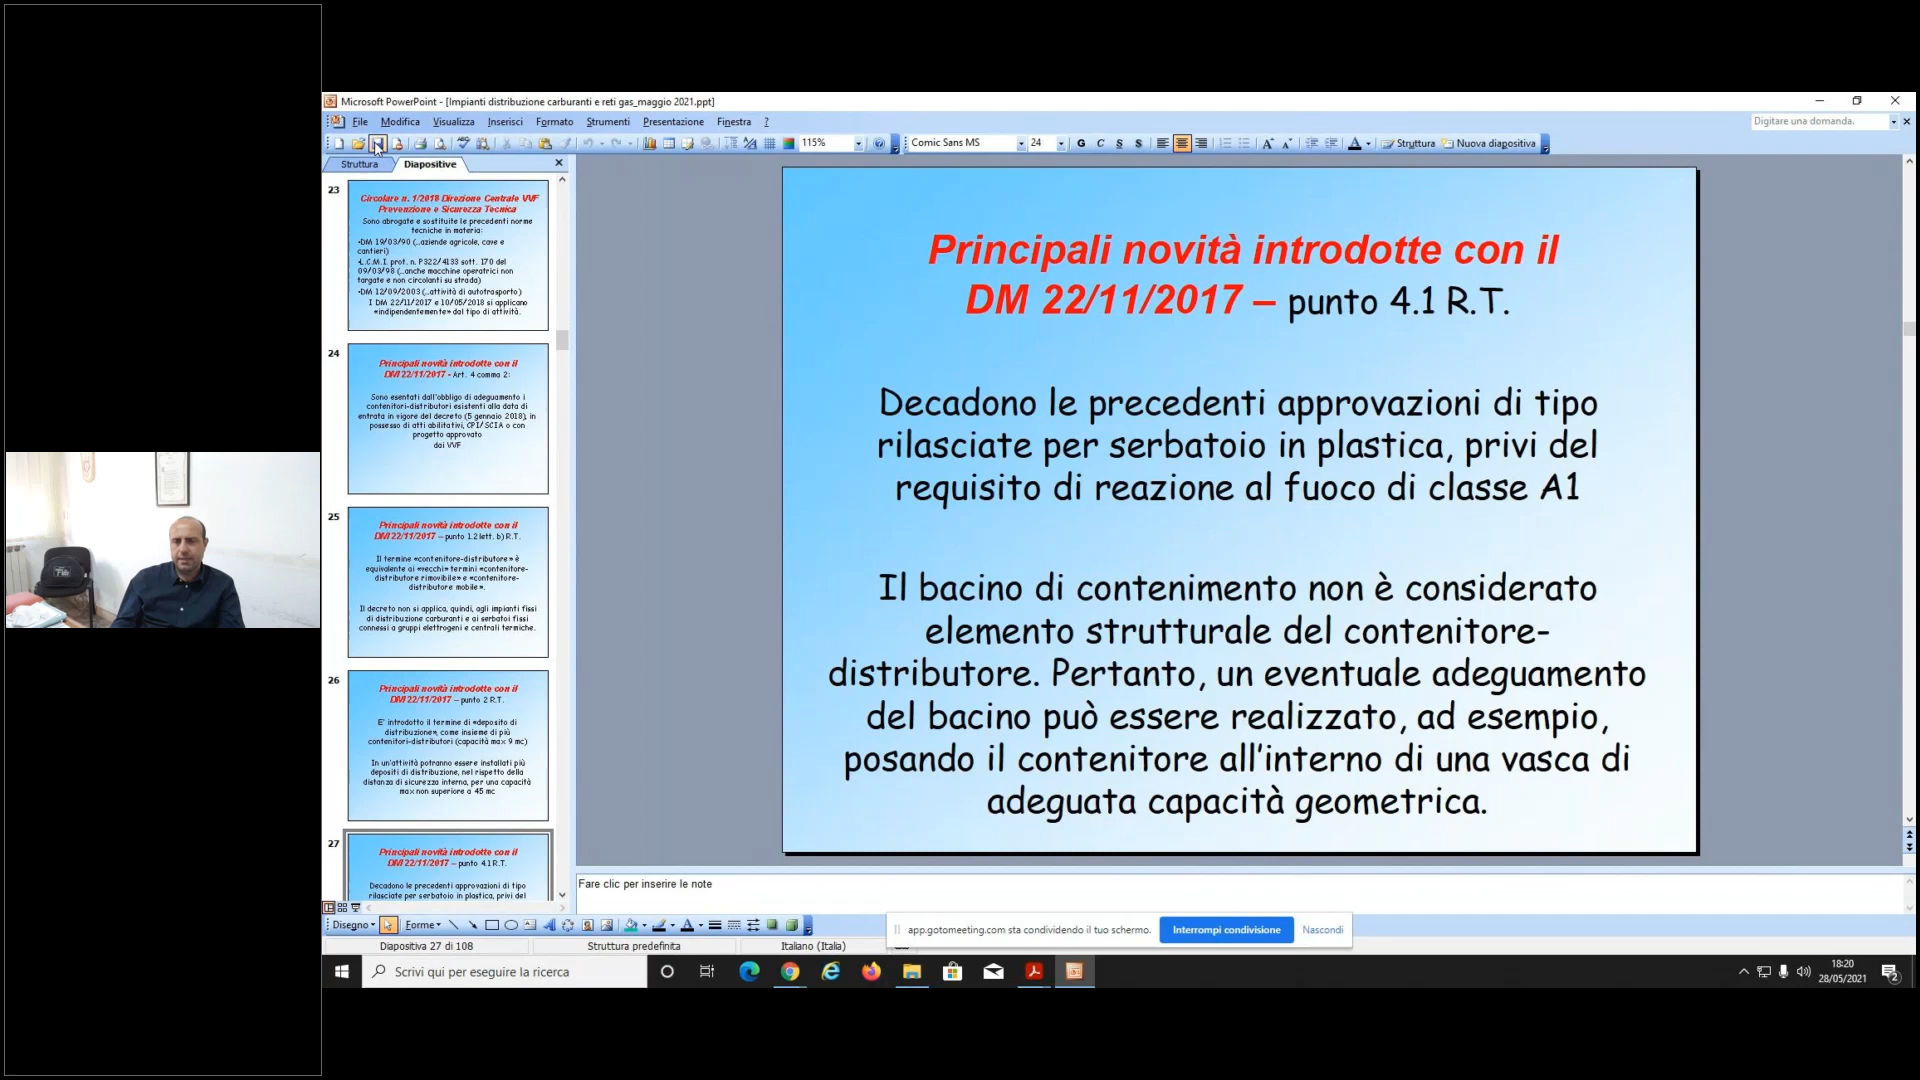 Microsoft PowerPoint - [Impianti distribuzione carburanti e reti gas_maggio 2021.ppt]
File Modifica Visualizza Inserisci Formato Strumenti Presentazione Finestra ?
Digitare una domanda.
115%
Comic Sans MS
24
G C S S
Struttura
Nuova diapositiva
Struttura
Diapositive
23
Circolare n. 1/2018 Direzione Centrale VVF
Prevenzione e Sicurezza Tecnica
Sono abrogate e sostituite le precedenti norme
tecniche in materia:
•DM 19/03/90 (…aziende agricole, cave e
cantieri)
•L.C.M.I. prot. n. P322/4133 sott. 170 del
09/03/98 (…anche macchine operatrici non
targate e non circolanti su strada)
•DM 12/09/2003 (…attività di autotrasporto)
I DM 22/11/2017 e 10/05/2018 si applicano
«indipendentemente» dal tipo di attività.
24
Principali novità introdotte con il
DM 22/11/2017 - Art. 4 comma 2:
Sono esentati dall'obbligo di adeguamento i
contenitori-distributori esistenti alla data di
entrata in vigore del decreto (5 gennaio 2018), in
possesso di atti abilitativi, CPI/SCIA o con
progetto approvato
dai VVF
25
Principali novità introdotte con il
DM 22/11/2017 – punto 1.2 lett. b) R.T.
Il termine «contenitore-distributore» è
equivalente ai «vecchi» termini «contenitore-
distributore rimovibile» e «contenitore-
distributore mobile».
Il decreto non si applica, quindi, agli impianti fissi
di distribuzione carburanti e ai serbatoi fissi
connessi a gruppi elettrogeni e centrali termiche.
26
Principali novità introdotte con il
DM 22/11/2017 – punto 2 R.T.
E' introdotto il termine di «deposito di
distribuzione», come insieme di più
contenitori-distributori (capacità max 9 mc)
In un'attività potranno essere installati più
depositi di distribuzione, nel rispetto della
distanza di sicurezza interna, per una capacità
max non superiore a 45 mc
27
Principali novità introdotte con il
DM 22/11/2017 – punto 4.1 R.T.
Decadono le precedenti approvazioni di tipo
rilasciate per serbatoio in plastica, privi del
Principali novità introdotte con il
DM 22/11/2017 – punto 4.1 R.T.
Decadono le precedenti approvazioni di tipo
rilasciate per serbatoio in plastica, privi del
requisito di reazione al fuoco di classe A1
Il bacino di contenimento non è considerato
elemento strutturale del contenitore-
distributore. Pertanto, un eventuale adeguamento
del bacino può essere realizzato, ad esempio,
posando il contenitore all'interno di una vasca di
adeguata capacità geometrica.
Fare clic per inserire le note
Disegno
Forme
app.gotomeeting.com sta condividendo il tuo schermo.
Interrompi condivisione
Nascondi
Diapositiva 27 di 108
Struttura predefinita
Italiano (Italia)
Scrivi qui per eseguire la ricerca
18:20
28/05/2021
2